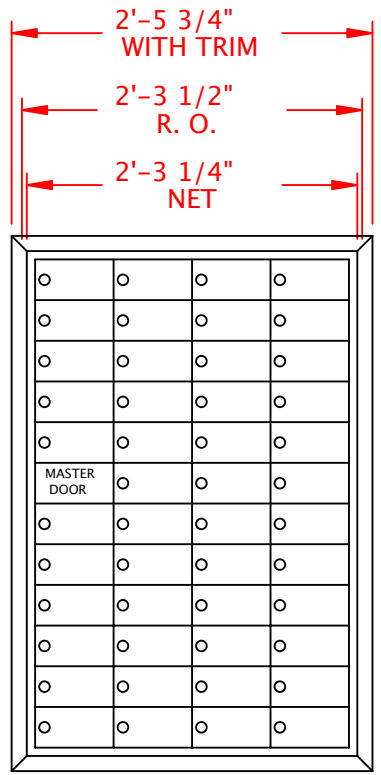 2'-5 3/4"
WITH TRIM
2'-3 1/2"
R. O.
2'-3 1/4"
NET
MASTER
DOOR